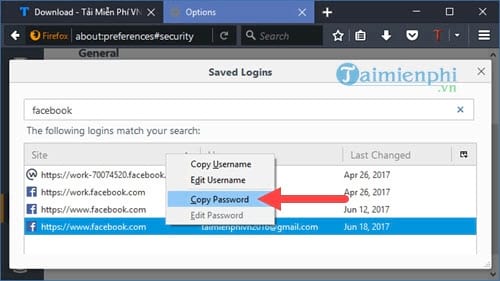 Download - Tải Miễn Phí VN
Options
Firefox about:preferences#security
General
Saved Logins
Taimienphi
.vn
facebook
The following logins match your search:
Site Last Changed
https://work-70074520.facebook. Apr 26, 2017
https://work.facebook.com Apr 26, 2017
https://www.facebook.com Jun 12, 2017
https://www.facebook.com taimienphivn2016@gmail.com Jun 18, 2017
Copy Username
Edit Username
Copy Password
Edit Password